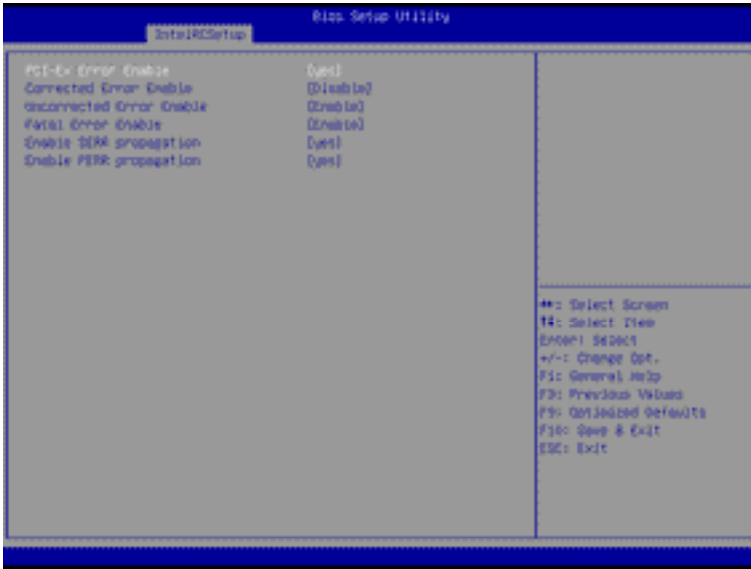 Bios Setup Utility
IntelRCSetup
PCI-Ex Error Enable [yes]
Corrected Error Enable [Disable]
Uncorrected Error Enable [Enable]
Fatal Error Enable [Enable]
Enable SERR propagation [yes]
Enable PERR propagation [yes]
↔: Select Screen
↑↓: Select Item
Enter: Select
+/-: Change Opt.
F1: General Help
F3: Previous Values
F9: Optimized Defaults
F10: Save & Exit
ESC: Exit